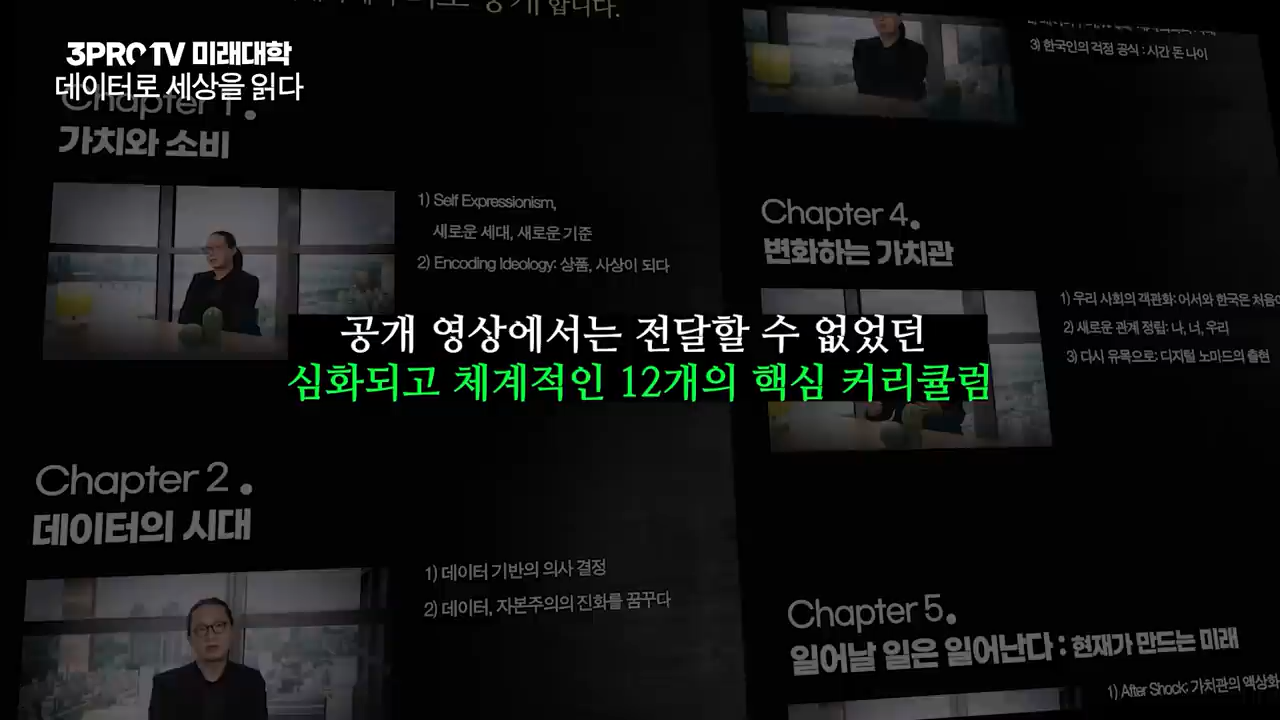 합니다.
3PROTV 미래대학
데이터로 세상을 읽다
Chapter 1.
가치와 소비
1) Self Expressionism,
새로운 세대, 새로운 기준
2) Encoding Ideology: 상품, 사상이 되다
3) 한국인의 걱정 공식 : 시간 돈 나이
Chapter 4.
변화하는 가치관
1) 우리 사회의 객관화: 어서와 한국은 처음이
2) 새로운 관계 정립: 나, 너, 우리
3) 다시 유목으로: 디지털 노마드의 출현
공개 영상에서는 전달할 수 없었던
심화되고 체계적인 12개의 핵심 커리큘럼
Chapter 2.
데이터의 시대
1) 데이터 기반의 의사 결정
2) 데이터, 자본주의의 진화를 꿈꾸다
Chapter 5.
일어날 일은 일어난다 : 현재가 만드는 미래
1) After Shock: 가치관의 액상화